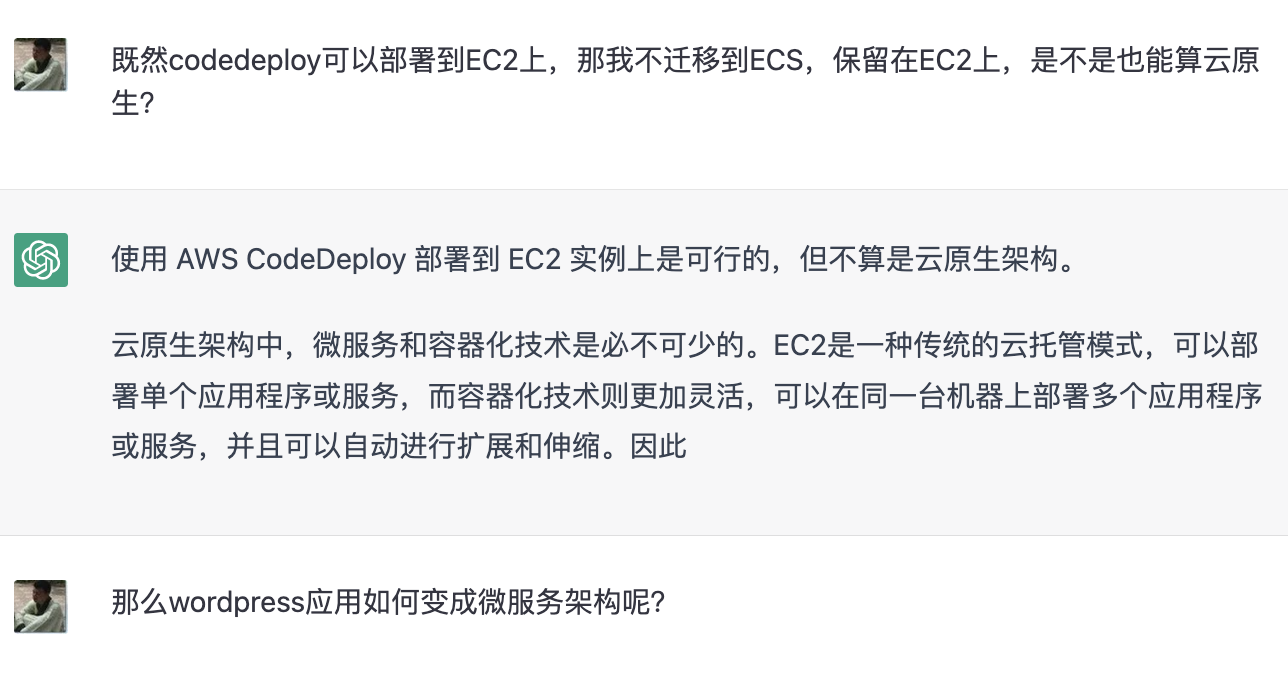 既然codedeploy可以部署到EC2上，那我不迁移到ECS，保留在EC2上，是不是也能算云原
生？
使用 AWS CodeDeploy 部署到 EC2 实例上是可行的，但不算是云原生架构。
云原生架构中，微服务和容器化技术是必不可少的。EC2是一种传统的云托管模式，可以部
署单个应用程序或服务，而容器化技术则更加灵活，可以在同一台机器上部署多个应用程序
或服务，并且可以自动进行扩展和伸缩。因此
那么wordpress应用如何变成微服务架构呢？